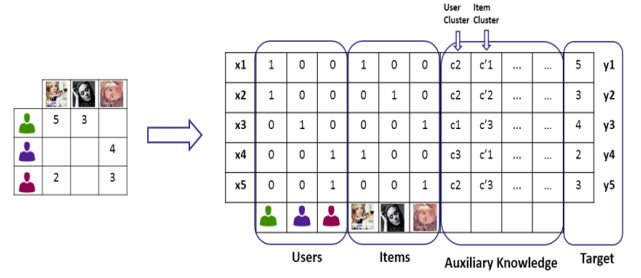 User Cluster Item Cluster
5 3
4
2 3
x1 1 0 0 1 0 0 c2 c'1 ... ... 5 y1
x2 1 0 0 0 1 0 c2 c'2 ... ... 3 y2
x3 0 1 0 0 0 1 c1 c'3 ... ... 4 y3
x4 0 0 1 1 0 0 c3 c'1 ... ... 2 y4
x5 0 0 1 0 0 1 c2 c'3 ... ... 3 y5
Users Items Auxiliary Knowledge Target